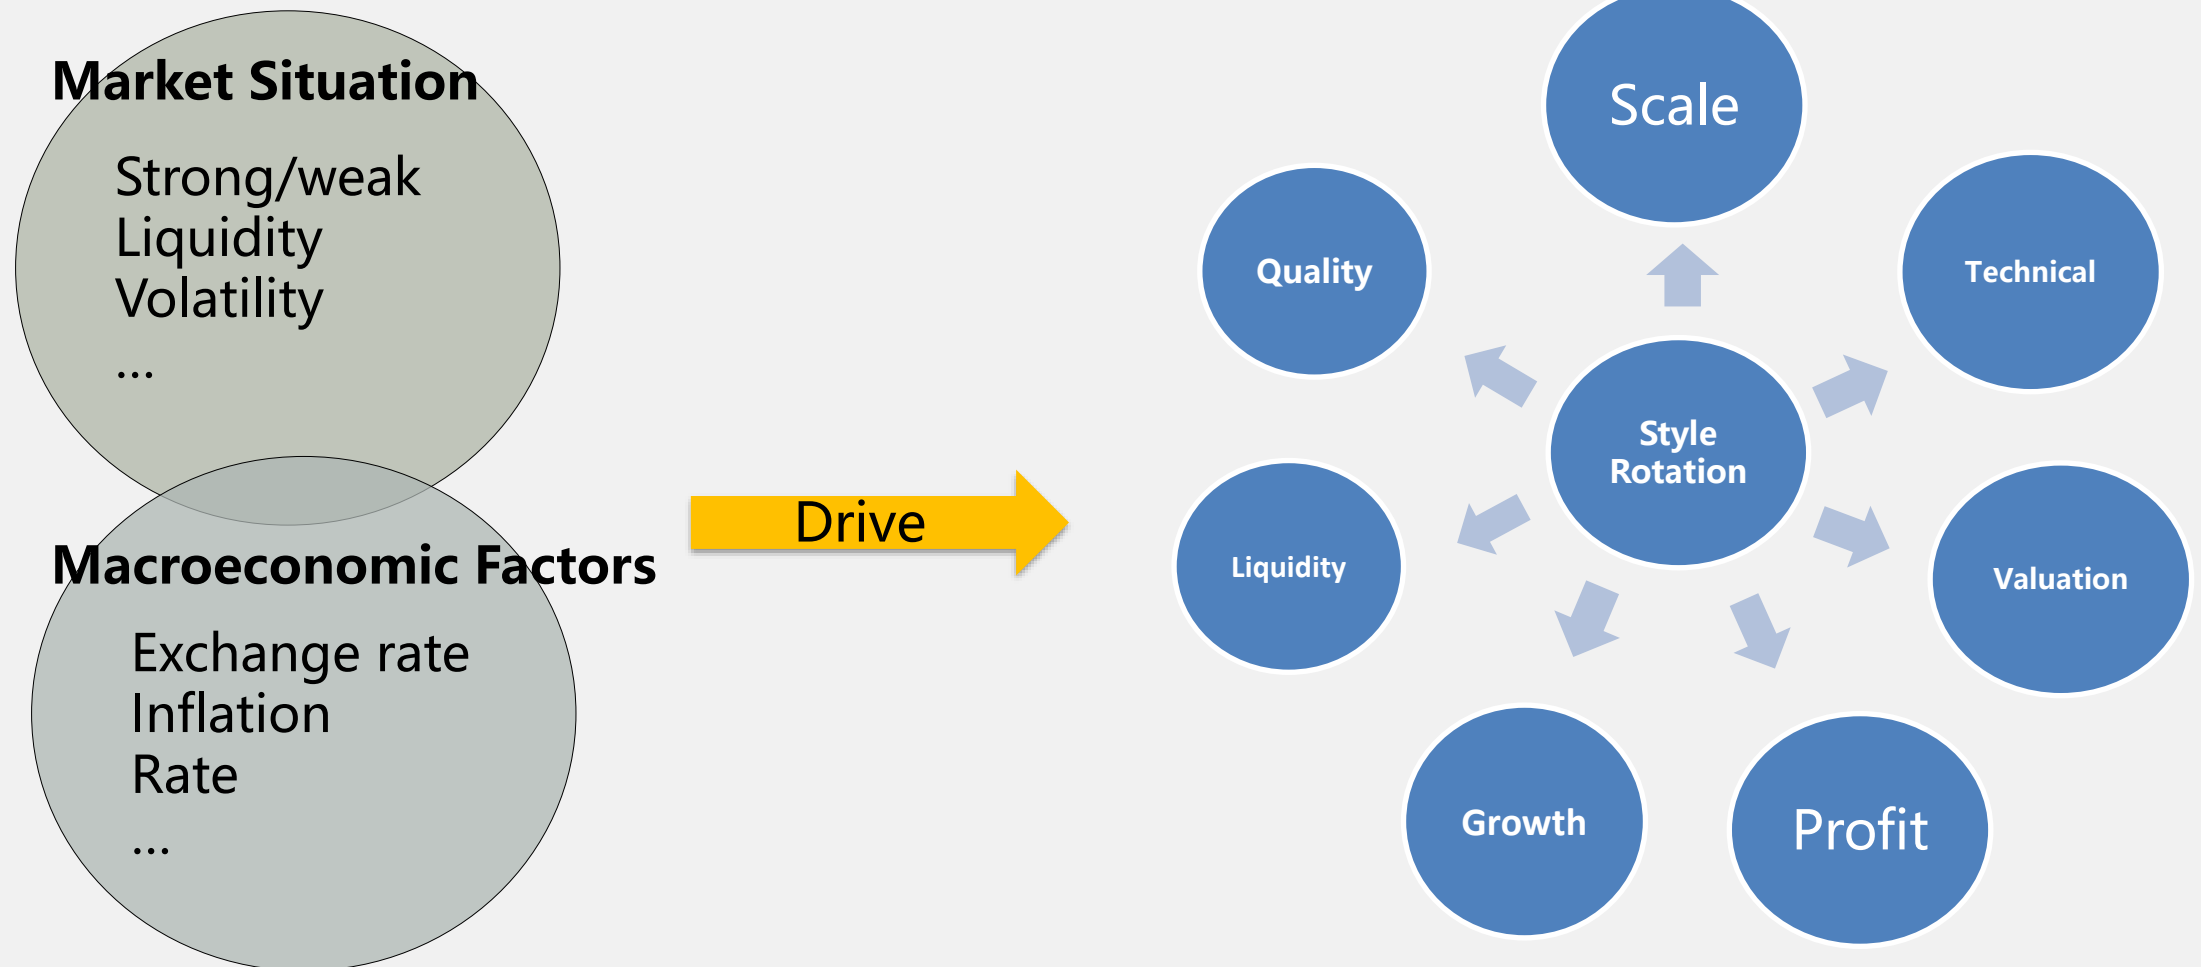 Market Situation
Strong/weak
Liquidity
Volatility
...
Macroeconomic Factors
Exchange rate
Inflation
Rate
...
Drive
Scale
Quality
Technical
Style
Rotation
Liquidity
Valuation
Growth
Profit